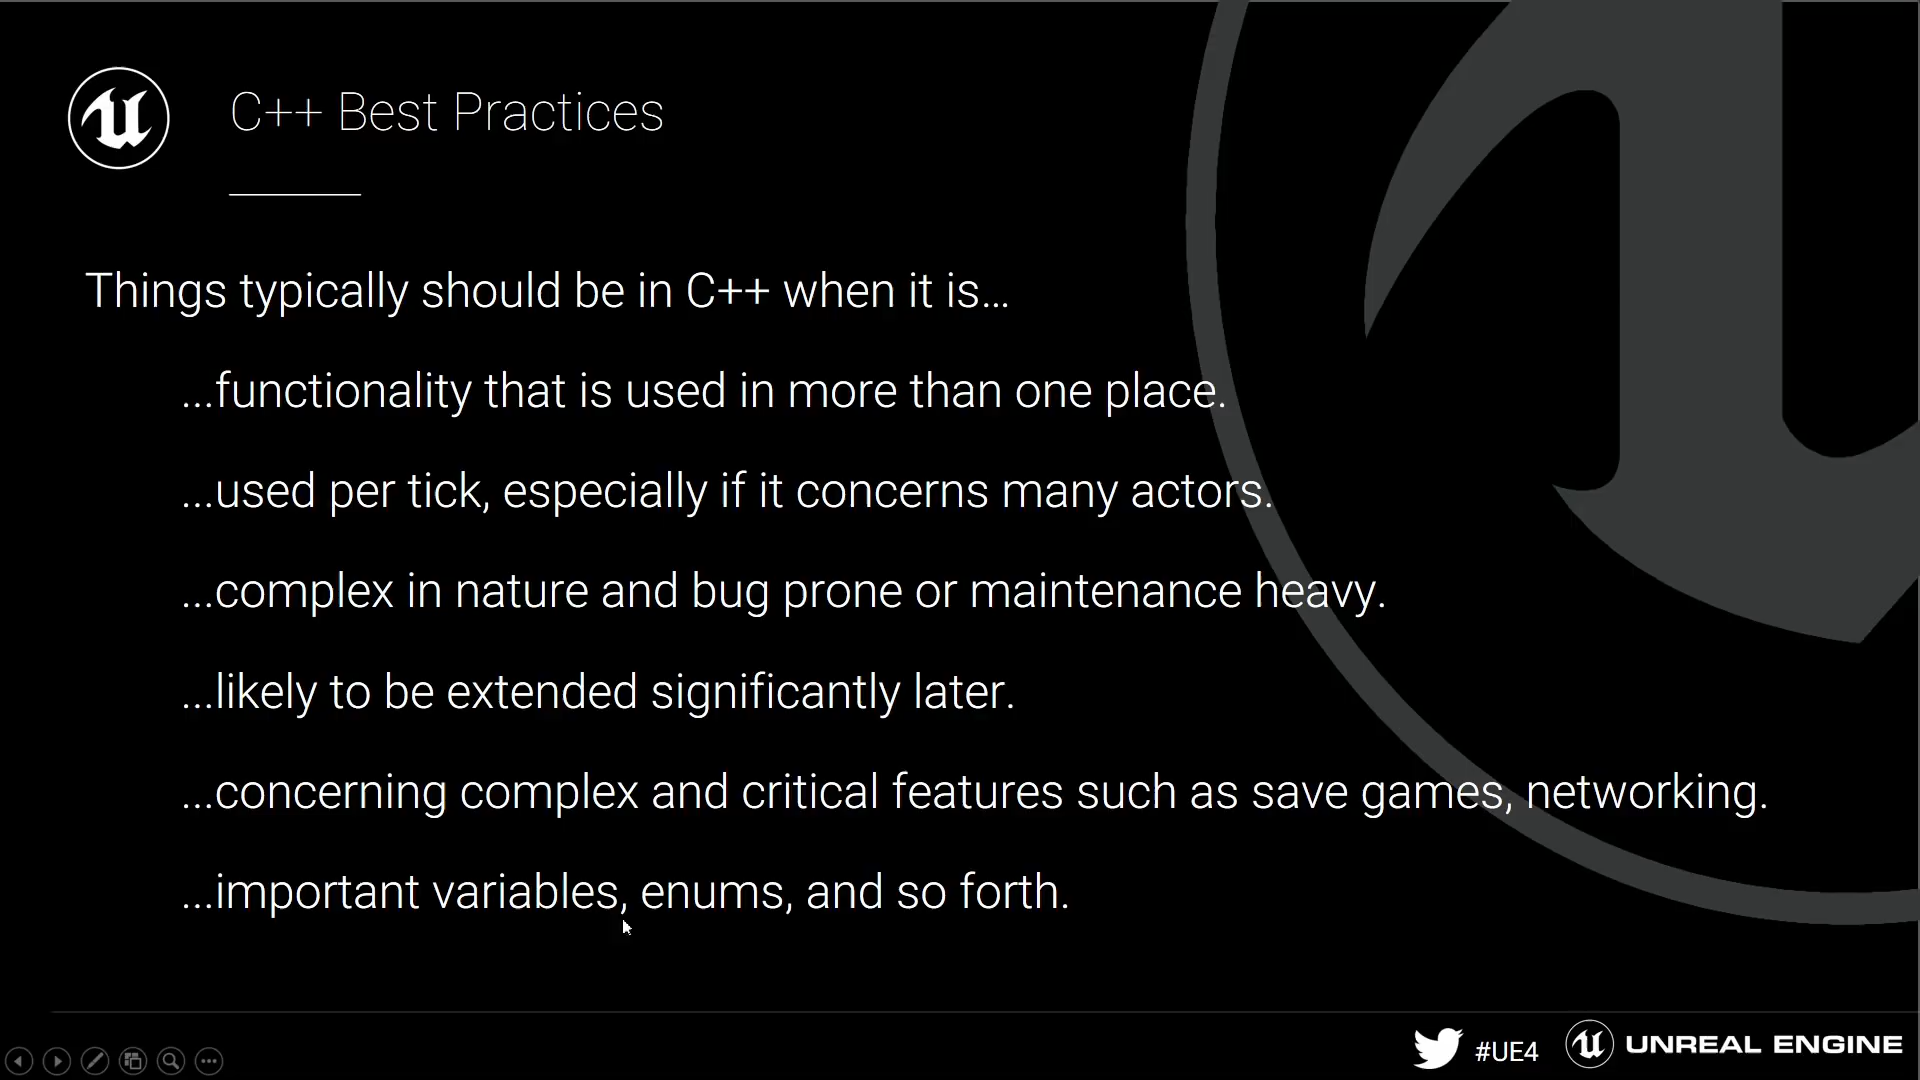 C++ Best Practices
Things typically should be in C++ when it is...
...functionality that is used in more than one place.
...used per tick, especially if it concerns many actors.
...complex in nature and bug prone or maintenance heavy.
...likely to be extended significantly later.
...concerning complex and critical features such as save games, networking.
...important variables, enums, and so forth.
#UE4 UNREAL ENGINE